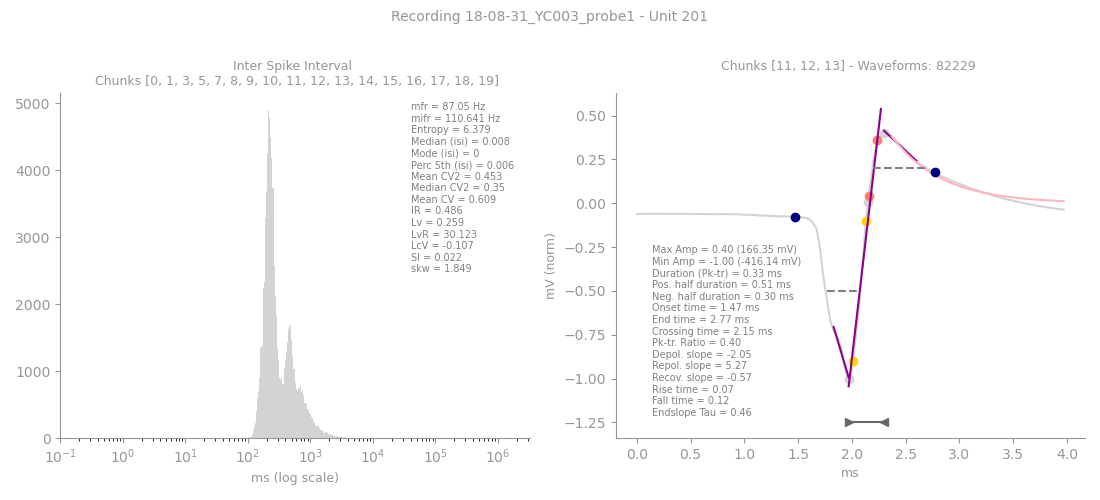 Recording 18-08-31_YC003_probe1 - Unit 201
Inter Spike Interval
Chunks [0, 1, 3, 5, 7, 8, 9, 10, 11, 12, 13, 14, 15, 16, 17, 18, 19]
5000
4000
3000
2000
1000
0
mfr = 87.05 Hz
mifr = 110.641 Hz
Entropy = 6.379
Median (isi) = 0.008
Mode (isi) = 0
Perc 5th (isi) = 0.006
Mean CV2 = 0.453
Median CV2 = 0.35
Mean CV = 0.609
IR = 0.486
Lv = 0.259
LvR = 30.123
LcV = -0.107
SI = 0.022
skw = 1.849
10⁻¹ 10⁰ 10¹ 10² 10³ 10⁴ 10⁵ 10⁶
ms (log scale)
Chunks [11, 12, 13] - Waveforms: 82229
mV (norm)
0.50
0.25
0.00
−0.25
−0.50
−0.75
−1.00
−1.25
Max Amp = 0.40 (166.35 mV)
Min Amp = -1.00 (-416.14 mV)
Duration (Pk-tr) = 0.33 ms
Pos. half duration = 0.51 ms
Neg. half duration = 0.30 ms
Onset time = 1.47 ms
End time = 2.77 ms
Crossing time = 2.15 ms
Pk-tr. Ratio = 0.40
Depol. slope = -2.05
Repol. slope = 5.27
Recov. slope = -0.57
Rise time = 0.07
Fall time = 0.12
Endslope Tau = 0.46
0.0 0.5 1.0 1.5 2.0 2.5 3.0 3.5 4.0
ms